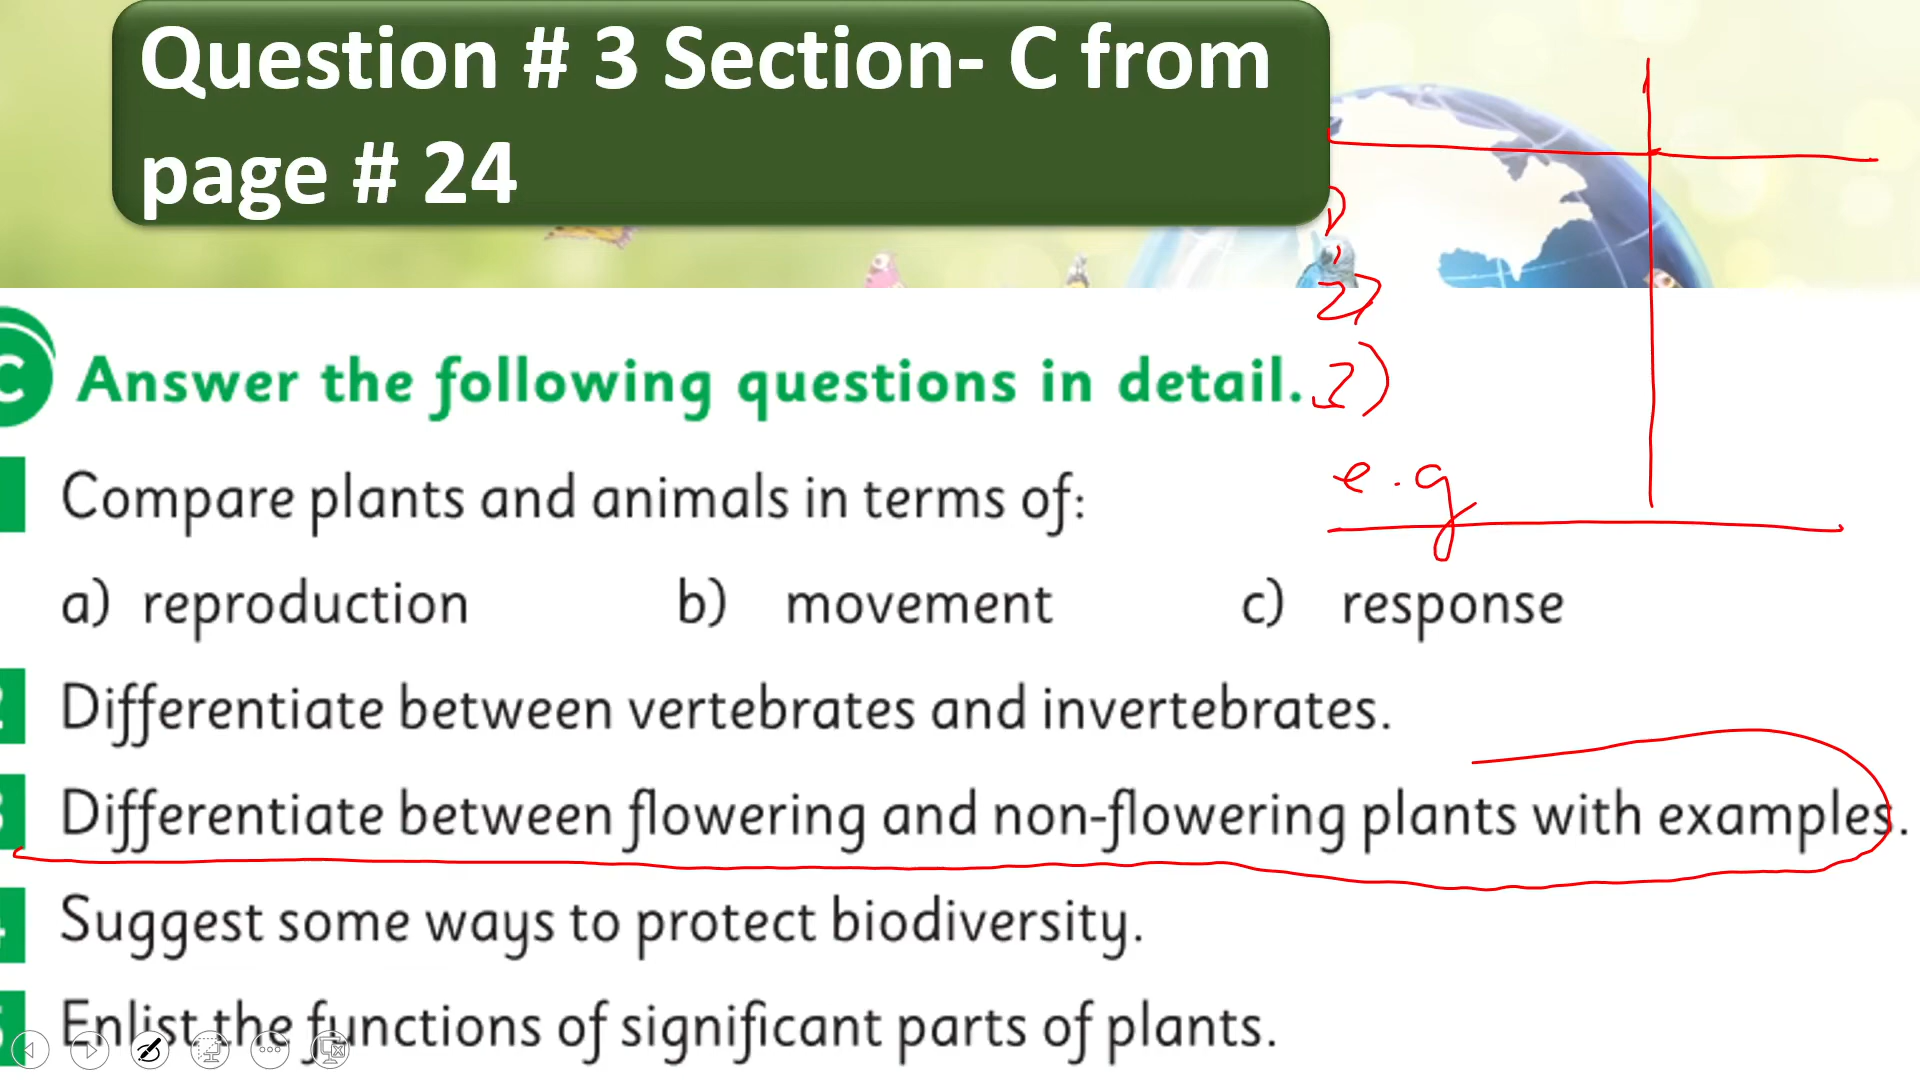 Question # 3 Section- C from
page # 24
C Answer the following questions in detail.
2)
2)
e.g
Compare plants and animals in terms of:
a) reproduction b) movement c) response
Differentiate between vertebrates and invertebrates.
Differentiate between flowering and non-flowering plants with examples.
Suggest some ways to protect biodiversity.
Enlist the functions of significant parts of plants.